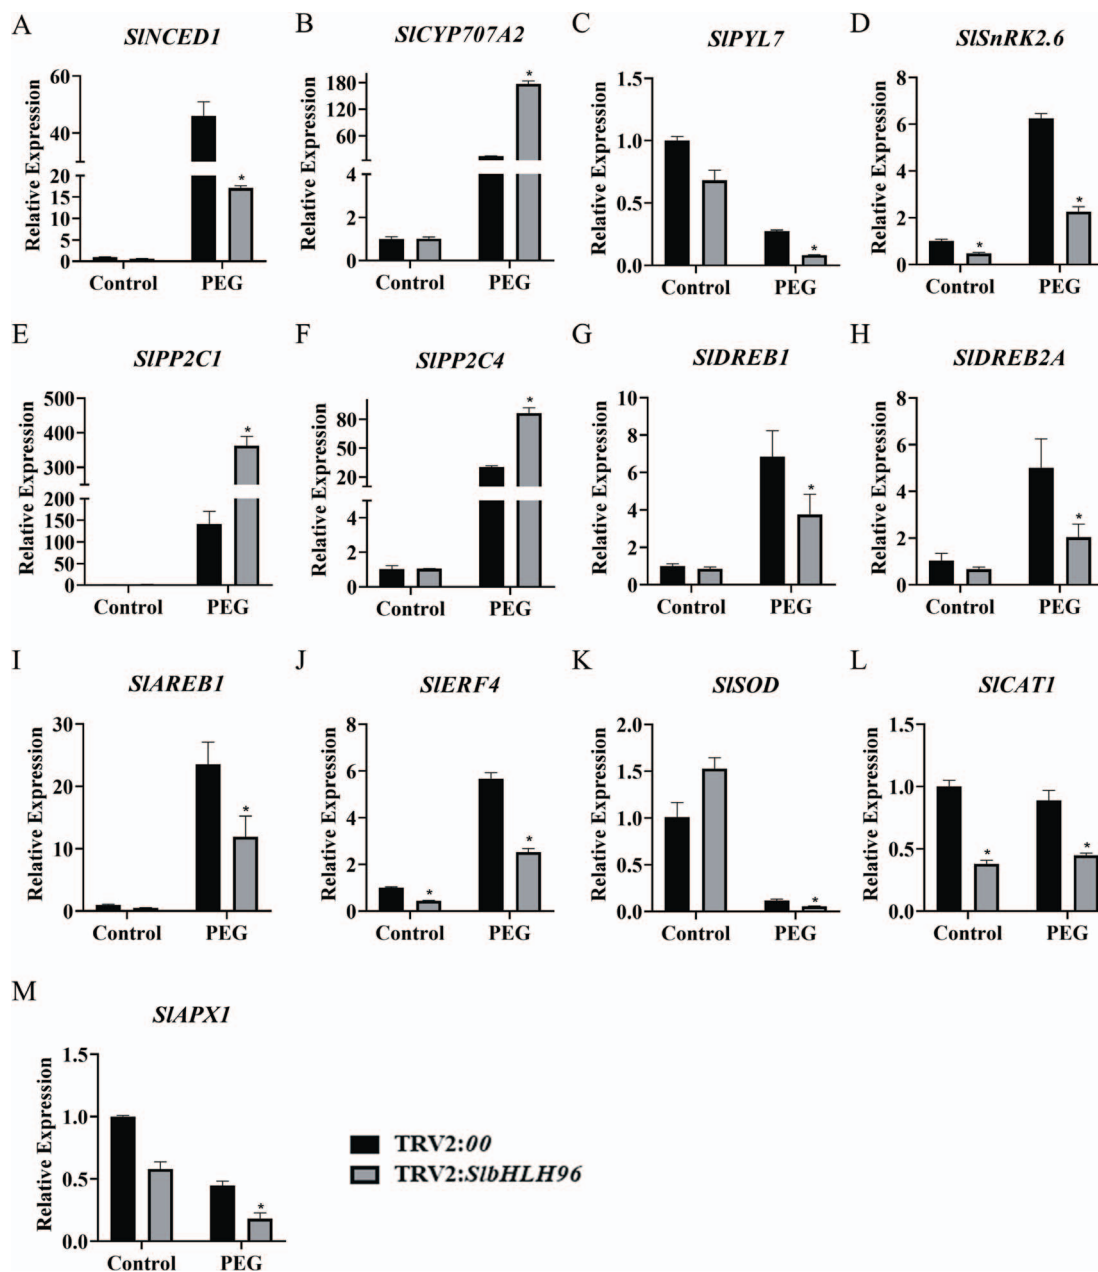 A
SlNCED1
Relative Expression
60
40
20
20
15
10
5
0
Control
PEG
*
B
SlCYP707A2
Relative Expression
180
120
60
4
2
0
Control
PEG
*
C
SlPYL7
Relative Expression
1.5
1.0
0.5
0.0
Control
PEG
*
D
SlSnRK2.6
Relative Expression
8
6
4
2
0
Control
PEG
*
*
E
SlPP2C1
Relative Expression
500
400
300
200
150
100
50
0
Control
PEG
*
F
SlPP2C4
Relative Expression
80
50
20
4
2
0
Control
PEG
*
G
SlDREB1
Relative Expression
10
8
6
4
2
0
Control
PEG
*
H
SlDREB2A
Relative Expression
8
6
4
2
0
Control
PEG
*
I
SlAREB1
Relative Expression
30
20
10
0
Control
PEG
*
J
SlERF4
Relative Expression
8
6
4
2
0
Control
PEG
*
*
K
SlSOD
Relative Expression
2.0
1.5
1.0
0.5
0.0
Control
PEG
*
L
SlCAT1
Relative Expression
1.5
1.0
0.5
0.0
Control
PEG
*
*
M
SlAPX1
Relative Expression
1.5
1.0
0.5
0.0
Control
PEG
*
TRV2:00
TRV2:SlbHLH96